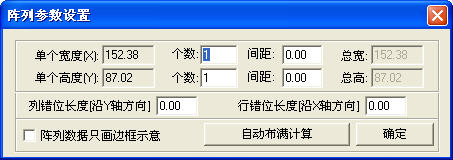 阵列参数设置
单个宽度(X): 152.38 个数: 1 间距: 0.00 总宽: 152.38
单个高度(Y): 87.02 个数: 1 间距: 0.00 总高: 87.02
列错位长度[沿Y轴方向] 0.00 行错位长度[沿X轴方向] 0.00
阵列数据只画边框示意 自动布满计算 确定